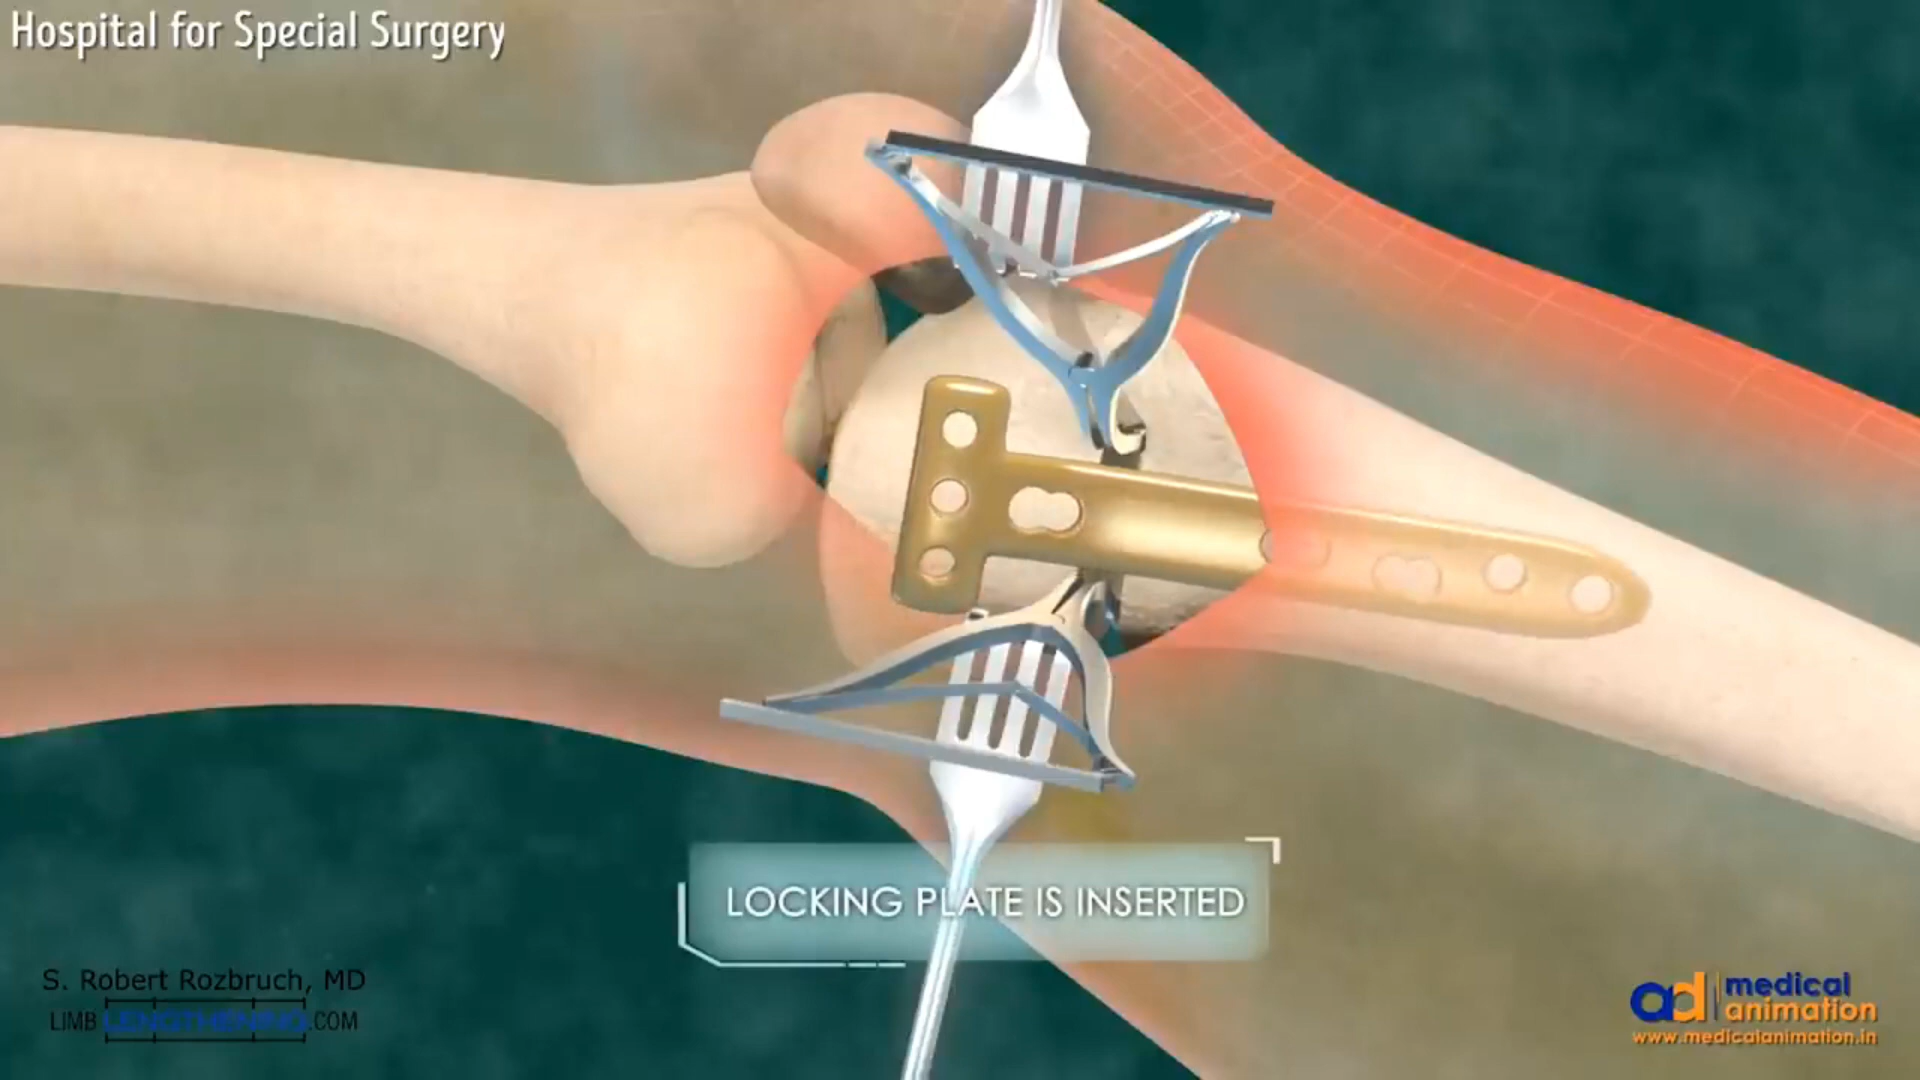 Hospital for Special Surgery
LOCKING PLATE IS INSERTED
S. Robert Rozbruch, MD
LIMB LENGTHENING.COM
ad medical
animation
www.medicalanimation.in